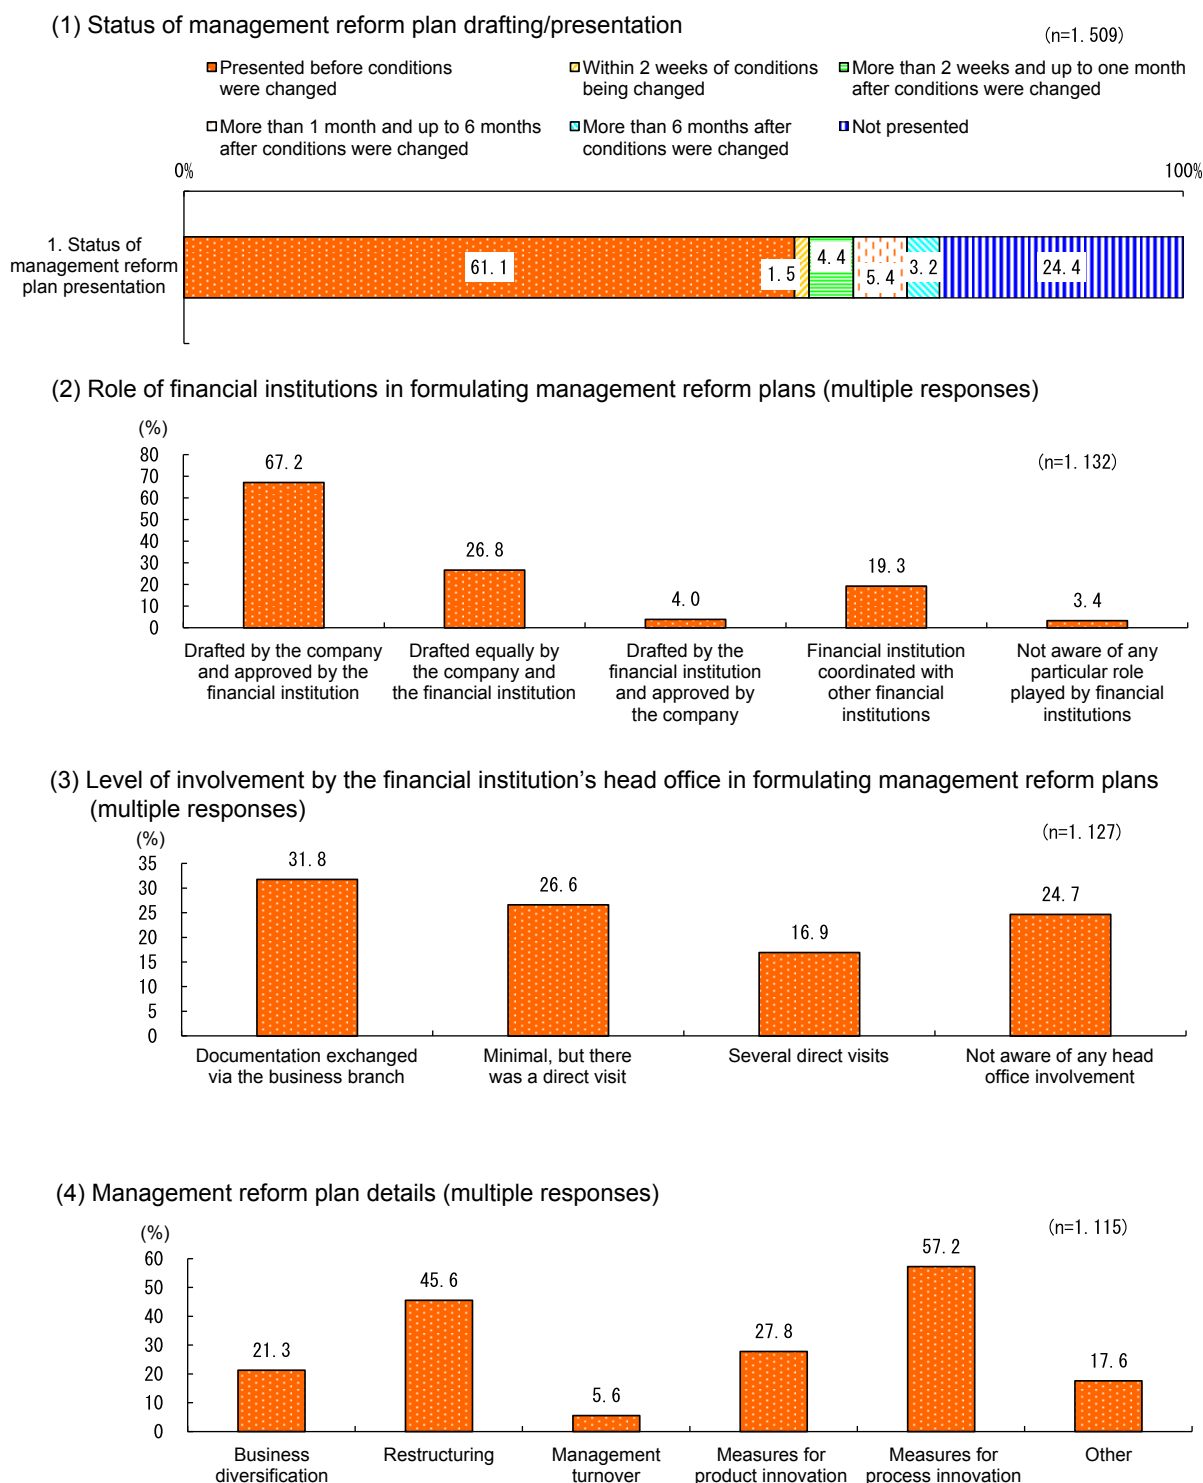 (1) Status of management reform plan drafting/presentation
(n=1. 509)
Presented before conditions
were changed
Within 2 weeks of conditions
being changed
More than 2 weeks and up to one month
after conditions were changed
More than 1 month and up to 6 months
after conditions were changed
More than 6 months after
conditions were changed
Not presented
0%
100%
1. Status of
management reform
plan presentation
61. 1
1. 5
4. 4
5. 4
3. 2
24. 4
(2) Role of financial institutions in formulating management reform plans (multiple responses)
(%)
(n=1. 132)
80
70
60
50
40
30
20
10
0
67. 2
26. 8
4. 0
19. 3
3. 4
Drafted by the company
and approved by the
financial institution
Drafted equally by
the company and
the financial institution
Drafted by the
financial institution
and approved by
the company
Financial institution
coordinated with
other financial
institutions
Not aware of any
particular role
played by financial
institutions
(3) Level of involvement by the financial institution’s head office in formulating management reform plans
(multiple responses)
(%)
(n=1. 127)
35
30
25
20
15
10
5
0
31. 8
26. 6
16. 9
24. 7
Documentation exchanged
via the business branch
Minimal, but there
was a direct visit
Several direct visits
Not aware of any head
office involvement
(4) Management reform plan details (multiple responses)
(%)
(n=1. 115)
60
50
40
30
20
10
0
21. 3
45. 6
5. 6
27. 8
57. 2
17. 6
Business
diversification
Restructuring
Management
turnover
Measures for
product innovation
Measures for
process innovation
Other